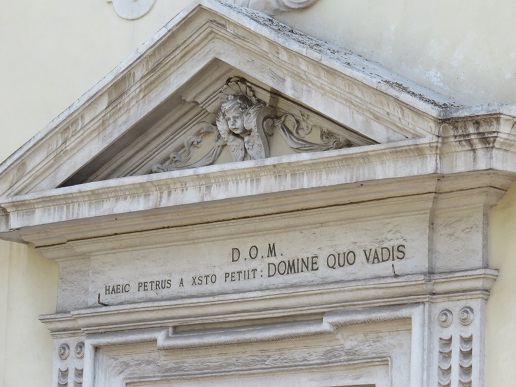 D.O.M.
HAEIC PETRUS A XSTO PETIIT: DOMINE QUO VADIS